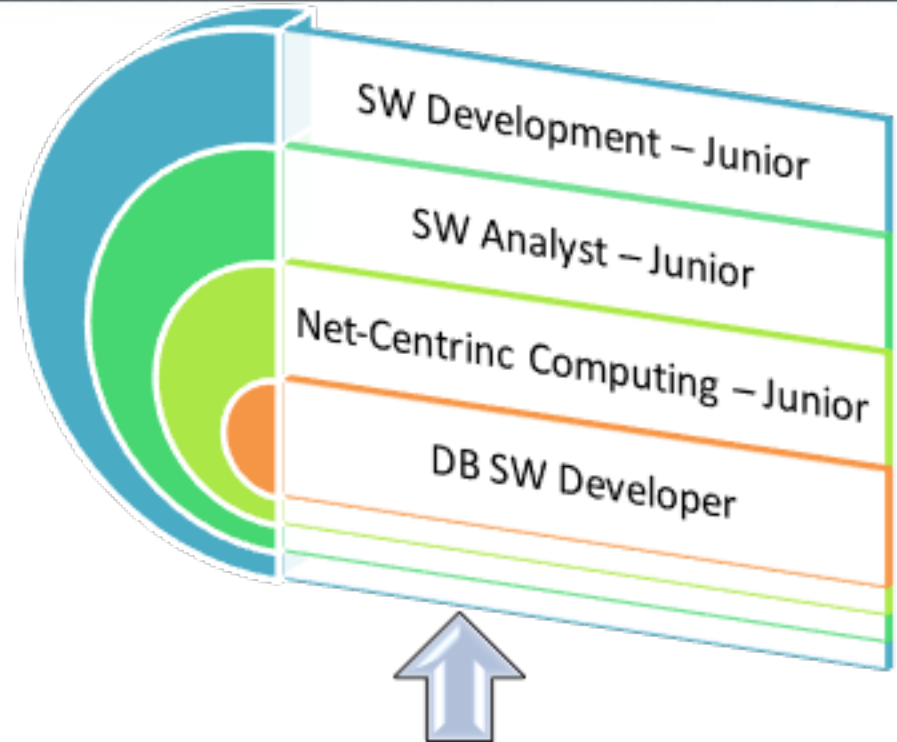 SW Development – Junior
SW Analyst – Junior
Net-Centrinc Computing – Junior
DB SW Developer